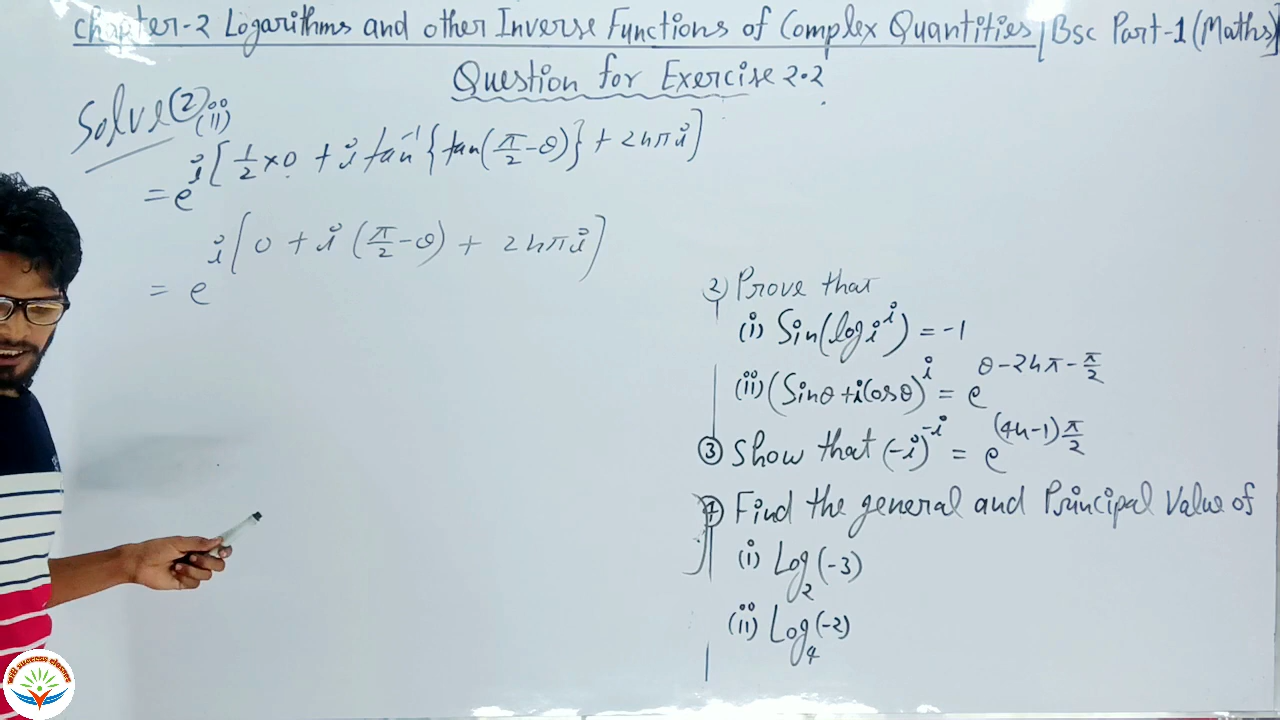 Chapter-2 Logarithms and other Inverse Functions of Complex Quantities / Bsc Part-1 (Maths)
Question for Exercise 2.2
Solve (2)(ii)
= e^i[1/2 × 0 + i tan⁻¹{tan(π/2 - θ)} + 2nπi]
= e^i[0 + i(π/2 - θ) + 2nπi]
2) Prove that
(i) Sin(log i^i) = -1
(ii) (Sinθ + i Cosθ)^i = e^θ - 2nπ - π/2
③ Show that (-i)^-i = e^(4n-1)π/2
④ Find the general and Principal Value of
(i) Log₂(-3)
(ii) Log₄(-2)